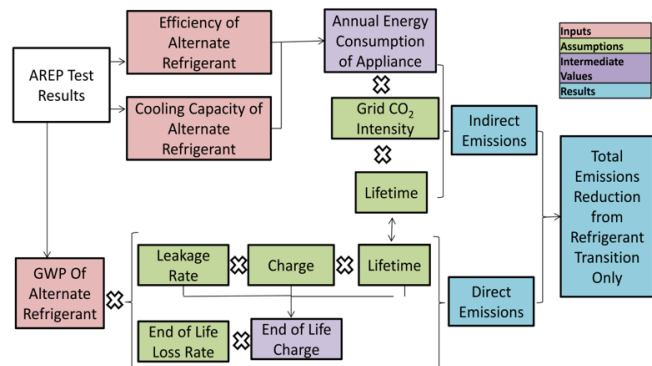 AREP Test
Results
Efficiency of
Alternate
Refrigerant
Cooling Capacity of
Alternate
Refrigerant
Annual Energy
Consumption
of Appliance
Grid CO₂
Intensity
Lifetime
Indirect
Emissions
Inputs
Assumptions
Intermediate
Values
Results
Total
Emissions
Reduction
from
Refrigerant
Transition
Only
GWP Of
Alternate
Refrigerant
Leakage
Rate
Charge
Lifetime
End of Life
Loss Rate
End of Life
Charge
Direct
Emissions